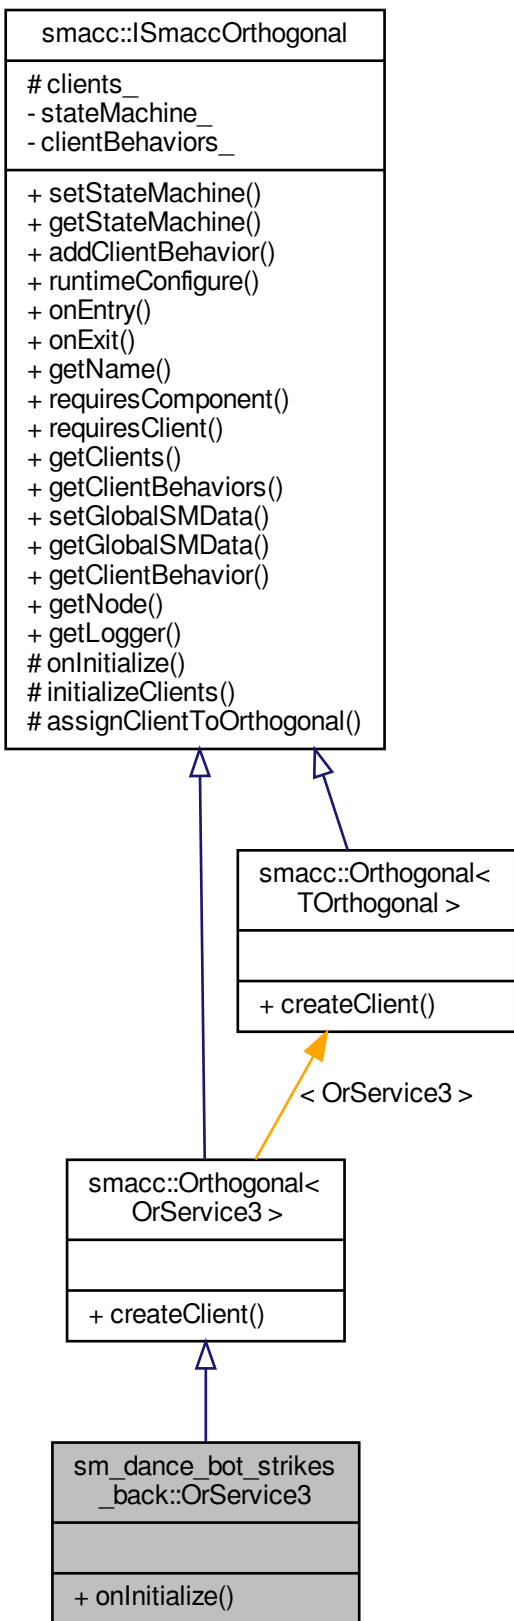 smacc::ISmaccOrthogonal
# clients_
- stateMachine_
- clientBehaviors_
+ setStateMachine()
+ getStateMachine()
+ addClientBehavior()
+ runtimeConfigure()
+ onEntry()
+ onExit()
+ getName()
+ requiresComponent()
+ requiresClient()
+ getClients()
+ getClientBehaviors()
+ setGlobalSMData()
+ getGlobalSMData()
+ getClientBehavior()
+ getNode()
+ getLogger()
# onInitialize()
# initializeClients()
# assignClientToOrthogonal()
smacc::Orthogonal<
TOrthogonal >
+ createClient()
< OrService3 >
smacc::Orthogonal<
OrService3 >
+ createClient()
sm_dance_bot_strikes
_back::OrService3
+ onInitialize()